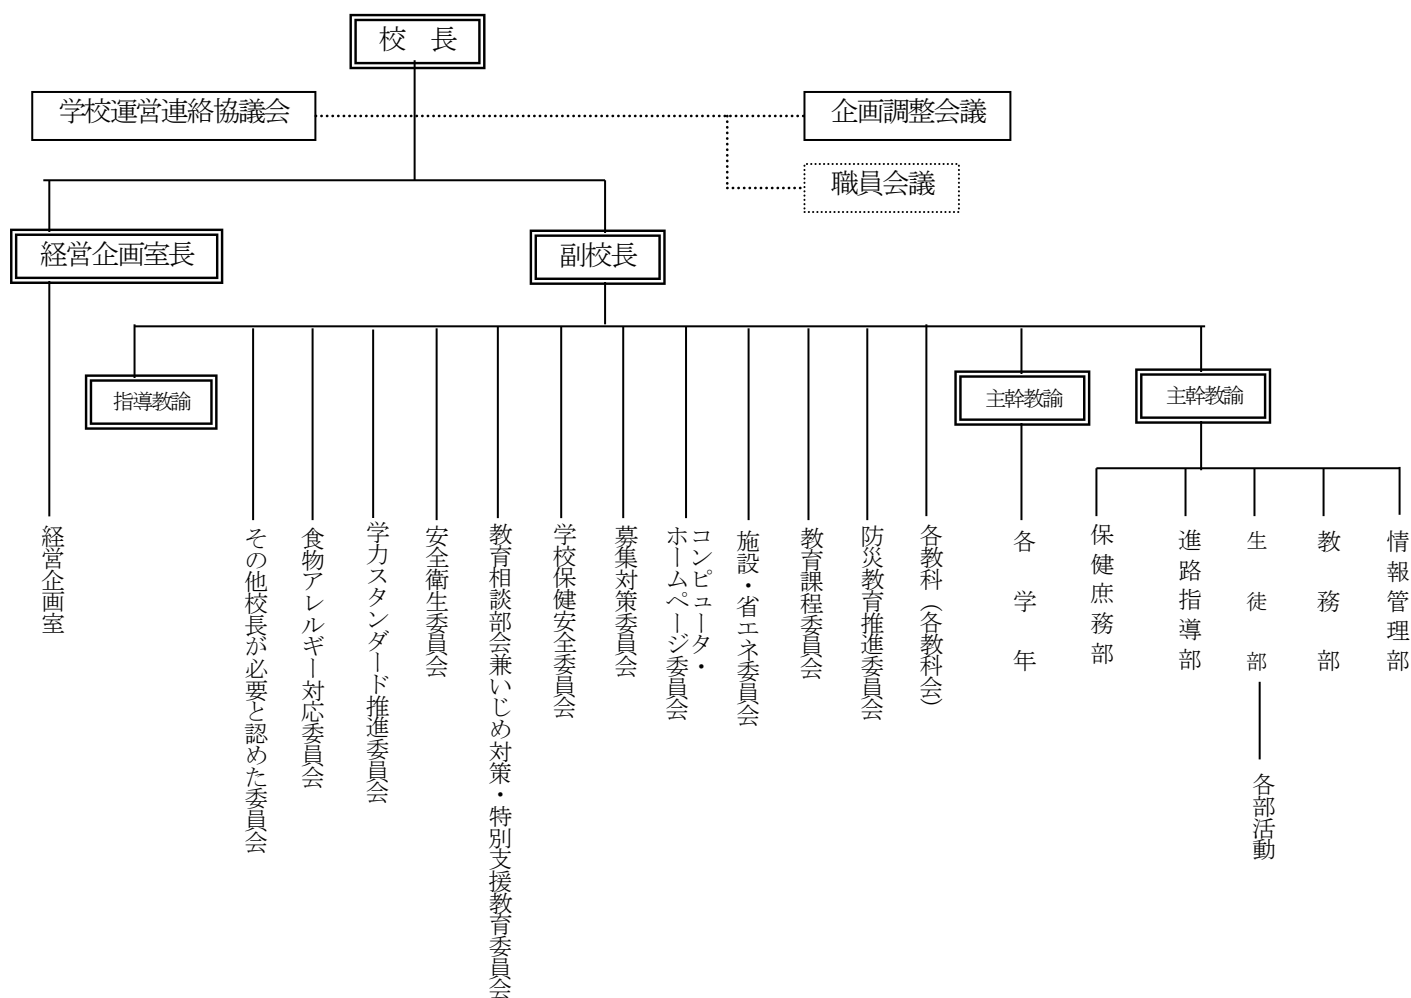 校　長
学校運営連絡協議会
企画調整会議
職員会議
経営企画室長
副校長
指導教諭
主幹教諭
主幹教諭
情報管理部
教務部
生徒部
各部活動
進路指導部
保健庶務部
各学年
各教科（各教科会）
防災教育推進委員会
教育課程委員会
施設・省エネ委員会
コンピュータ・
ホームページ委員会
募集対策委員会
学校保健安全委員会
教育相談部会兼いじめ対策・特別支援教育委員会
安全衛生委員会
学力スタンダード推進委員会
食物アレルギー対応委員会
その他校長が必要と認めた委員会
経営企画室